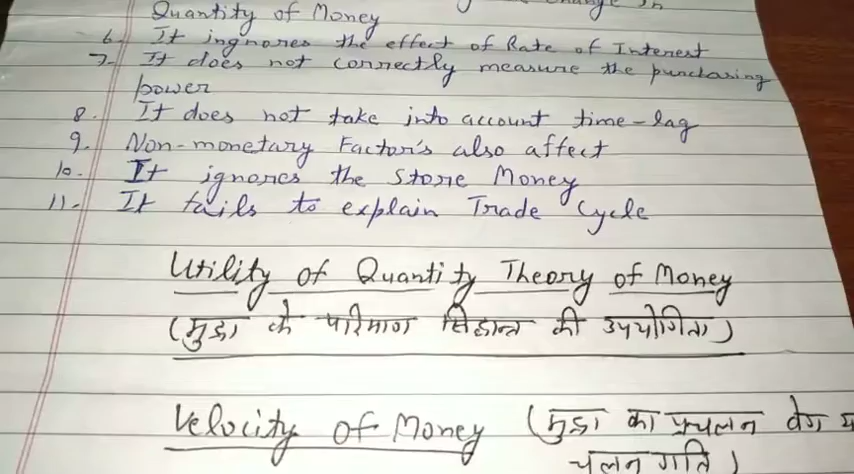 Change in
Quantity of Money
6. It ingnores the effect of Rate of Interest
7. It does not correctly measure the purchasing
power
8. It does not take into account time-lag
9. Non-monetary Factor's also affect
10. It ignores the Store Money
11. It fails to explain Trade Cycle
Utility of Quantity Theory of Money
(मुद्रा के परिमाण सिद्धान्त की उपयोगिता)
Velocity of Money (मुद्रा का प्रचलन वेग या
चलन गति)